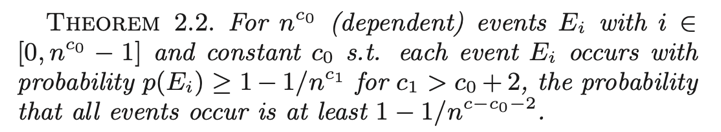 THEOREM 2.2. For n^{c_0} (dependent) events E_i with i ∈
[0, n^{c_0} − 1] and constant c_0 s.t. each event E_i occurs with
probability p(E_i) ≥ 1 − 1/n^{c_1} for c_1 > c_0 + 2, the probability
that all events occur is at least 1 − 1/n^{c−c_0−2}.